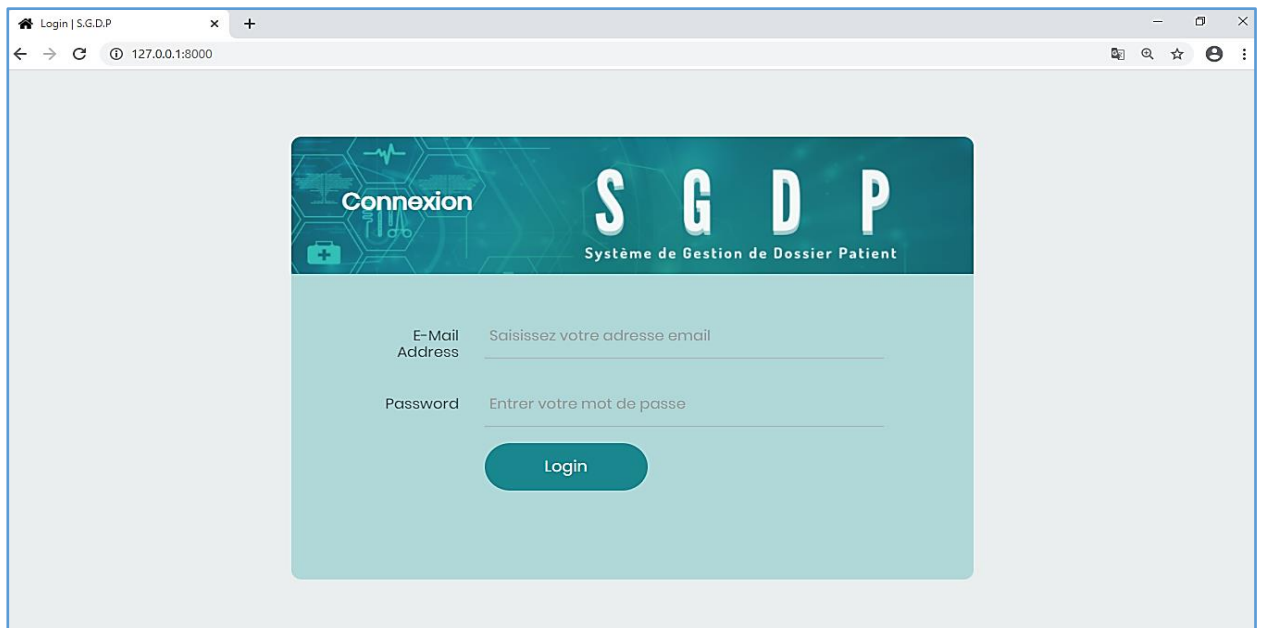 Login | S.G.D.P
127.0.0.1:8000
Connexion
S G D P
Système de Gestion de Dossier Patient
E-Mail
Address
Saisissez votre adresse email
Password
Entrer votre mot de passe
Login